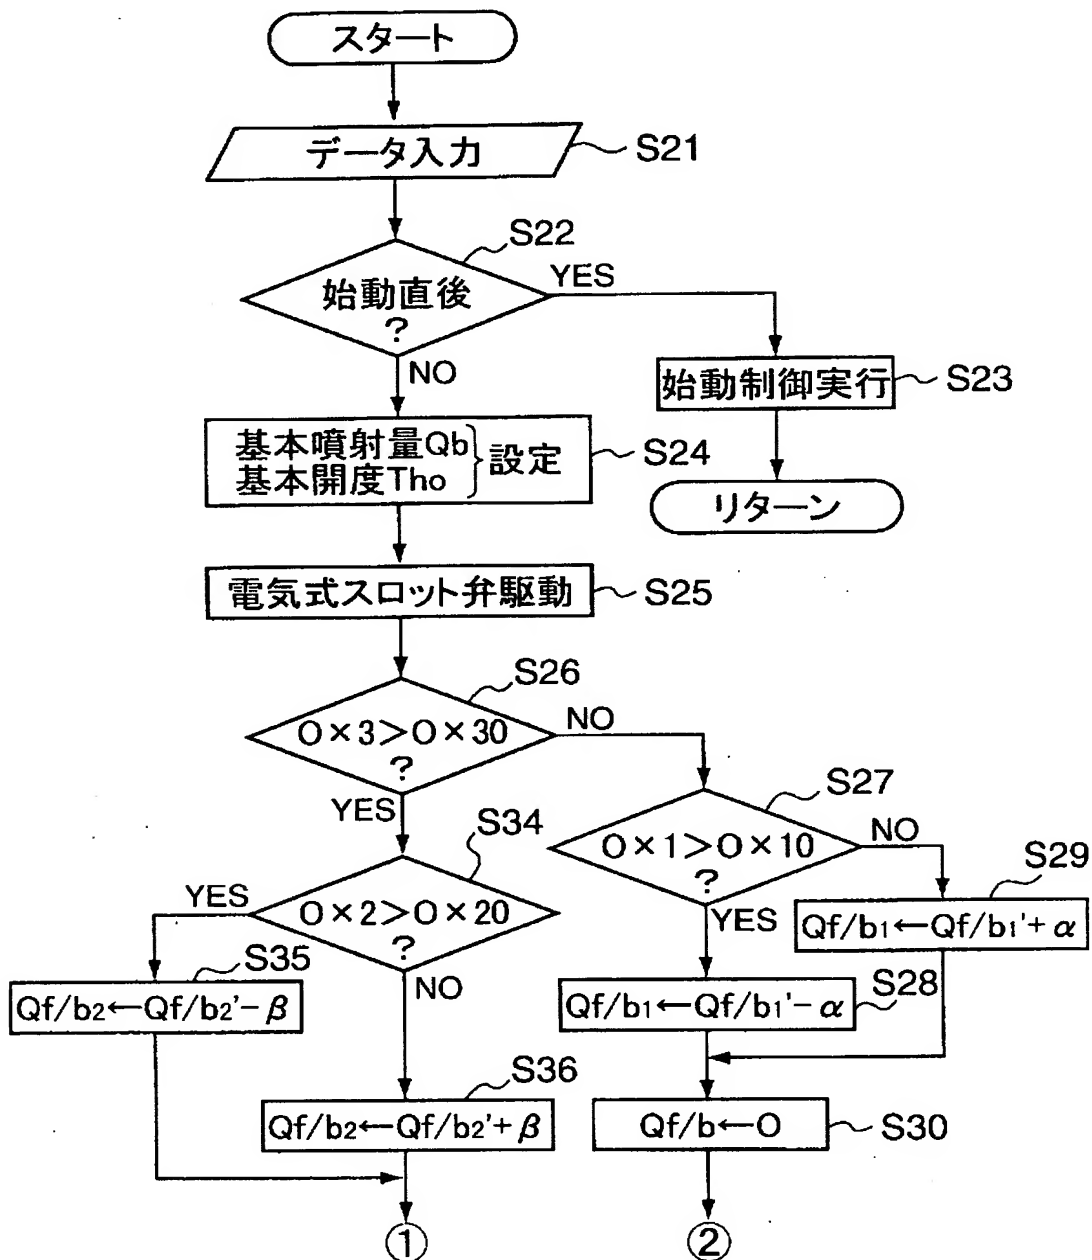 スタート
データ入力
S21
S22
始動直後
?
YES
NO
始動制御実行
S23
基本噴射量Qb
基本開度Tho
}設定
S24
リターン
電気式スロット弁駆動
S25
S26
O×3>O×30
?
NO
YES
S27
O×1>O×10
?
NO
YES
S34
O×2>O×20
?
YES
NO
S29
Qf/b₁←Qf/b₁'+α
S35
Qf/b₂←Qf/b₂'-β
S28
Qf/b₁←Qf/b₁'-α
S36
Qf/b₂←Qf/b₂'+β
Qf/b←O
S30
①
②